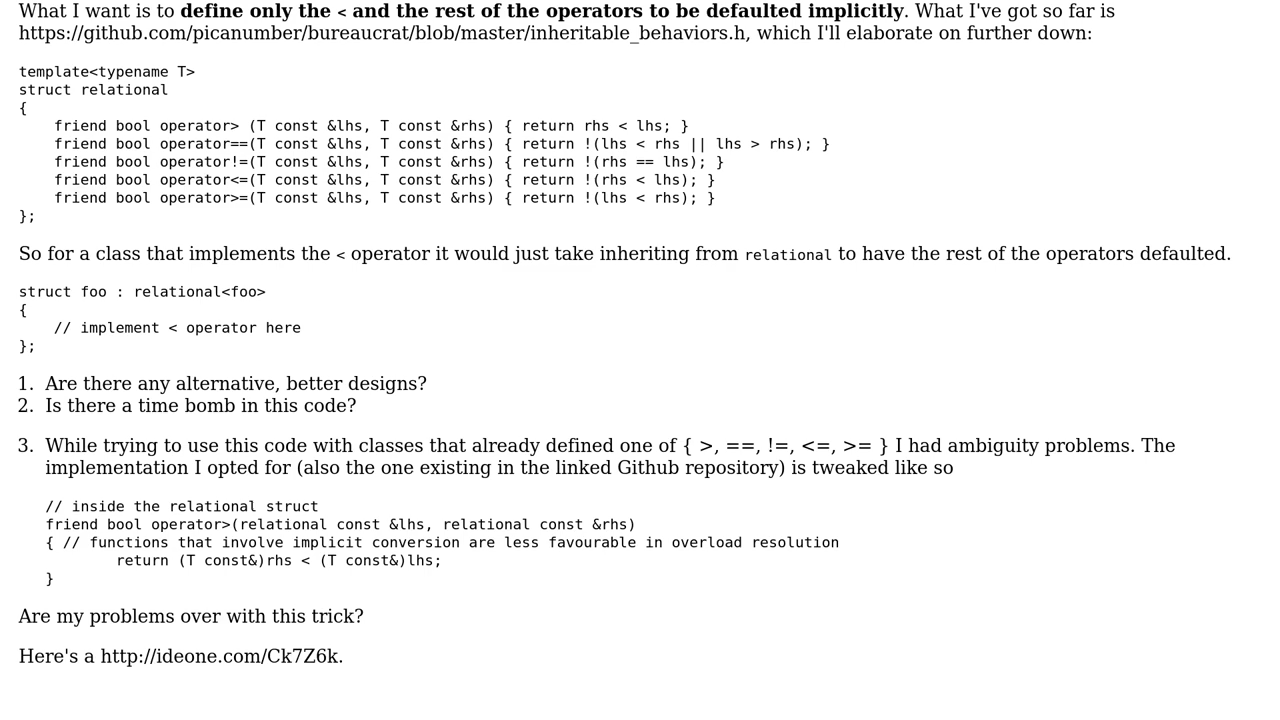 What I want is to define only the < and the rest of the operators to be defaulted implicitly. What I've got so far is
https://github.com/picanumber/bureaucrat/blob/master/inheritable_behaviors.h, which I'll elaborate on further down:
template<typename T>
struct relational
{
    friend bool operator> (T const &lhs, T const &rhs) { return rhs < lhs; }
    friend bool operator==(T const &lhs, T const &rhs) { return !(lhs < rhs || lhs > rhs); }
    friend bool operator!=(T const &lhs, T const &rhs) { return !(rhs == lhs); }
    friend bool operator<=(T const &lhs, T const &rhs) { return !(rhs < lhs); }
    friend bool operator>=(T const &lhs, T const &rhs) { return !(lhs < rhs); }
};
So for a class that implements the < operator it would just take inheriting from relational to have the rest of the operators defaulted.
struct foo : relational<foo>
{
    // implement < operator here
};
1. Are there any alternative, better designs?
2. Is there a time bomb in this code?
3. While trying to use this code with classes that already defined one of { >, ==, !=, <=, >= } I had ambiguity problems. The
implementation I opted for (also the one existing in the linked Github repository) is tweaked like so
// inside the relational struct
friend bool operator>(relational const &lhs, relational const &rhs)
{ // functions that involve implicit conversion are less favourable in overload resolution
        return (T const&)rhs < (T const&)lhs;
}
Are my problems over with this trick?
Here's a http://ideone.com/Ck7Z6k.